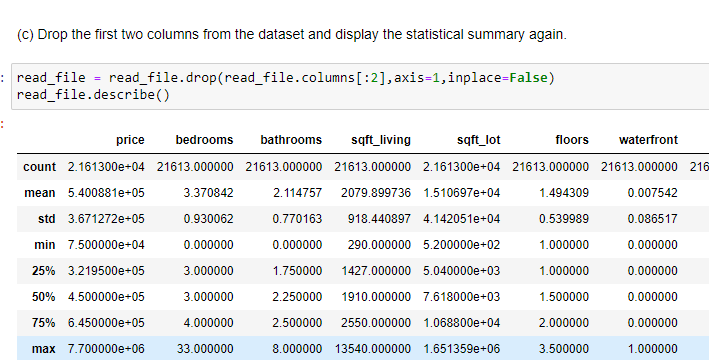 (c) Drop the first two columns from the dataset and display the statistical summary again.
: read_file = read_file.drop(read_file.columns[:2],axis=1,inplace=False)
read_file.describe()
:
price bedrooms bathrooms sqft_living sqft_lot floors waterfront
count 2.161300e+04 21613.000000 21613.000000 21613.000000 2.161300e+04 21613.000000 21613.000000 216
mean 5.400881e+05 3.370842 2.114757 2079.899736 1.510697e+04 1.494309 0.007542
std 3.671272e+05 0.930062 0.770163 918.440897 4.142051e+04 0.539989 0.086517
min 7.500000e+04 0.000000 0.000000 290.000000 5.200000e+02 1.000000 0.000000
25% 3.219500e+05 3.000000 1.750000 1427.000000 5.040000e+03 1.000000 0.000000
50% 4.500000e+05 3.000000 2.250000 1910.000000 7.618000e+03 1.500000 0.000000
75% 6.450000e+05 4.000000 2.500000 2550.000000 1.068800e+04 2.000000 0.000000
max 7.700000e+06 33.000000 8.000000 13540.000000 1.651359e+06 3.500000 1.000000